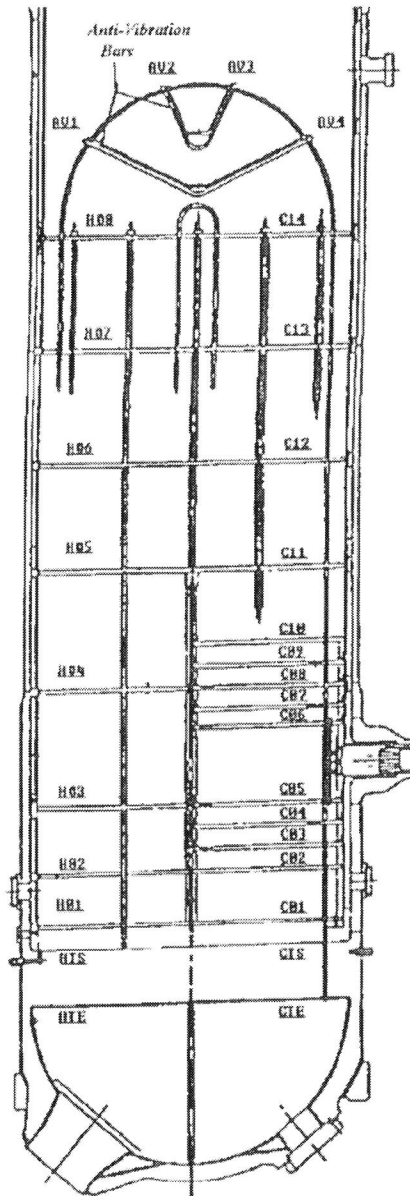 Anti-Vibration
Bars
AV2 AV3
AV1 AV4
H08 C14
H07 C13
H06 C12
H05 C11
C10
C09
H04 C08
C07
C06
H03 C05
C04
C03
H02 C02
H01 C01
HTS CTS
HTE CTE